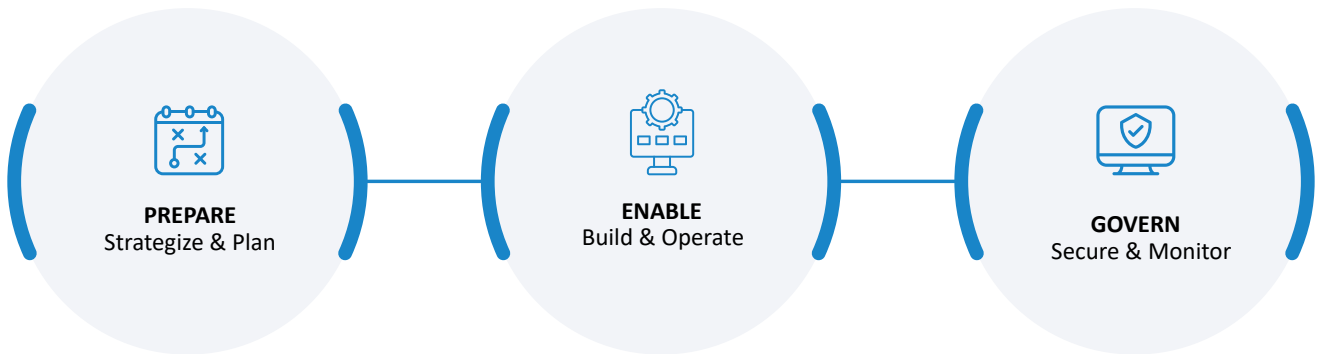 PREPARE
Strategize & Plan
ENABLE
Build & Operate
GOVERN
Secure & Monitor